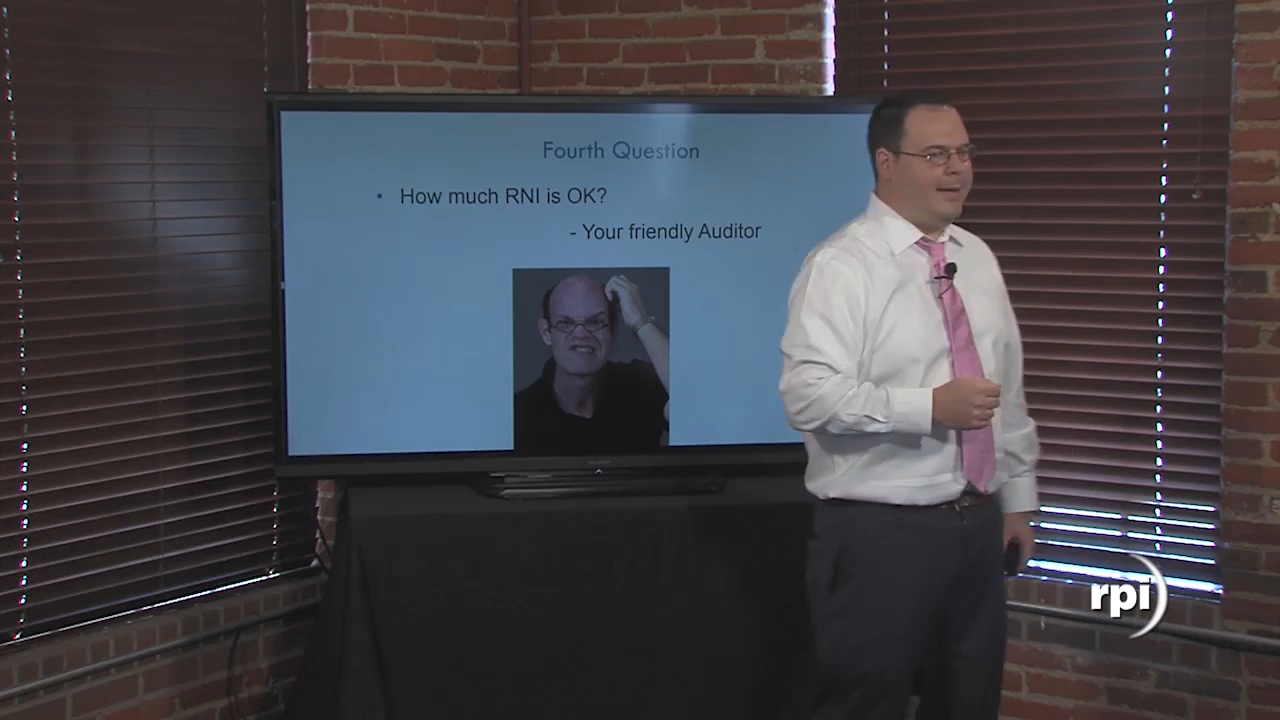 Fourth Question
• How much RNI is OK?
- Your friendly Auditor
rpi